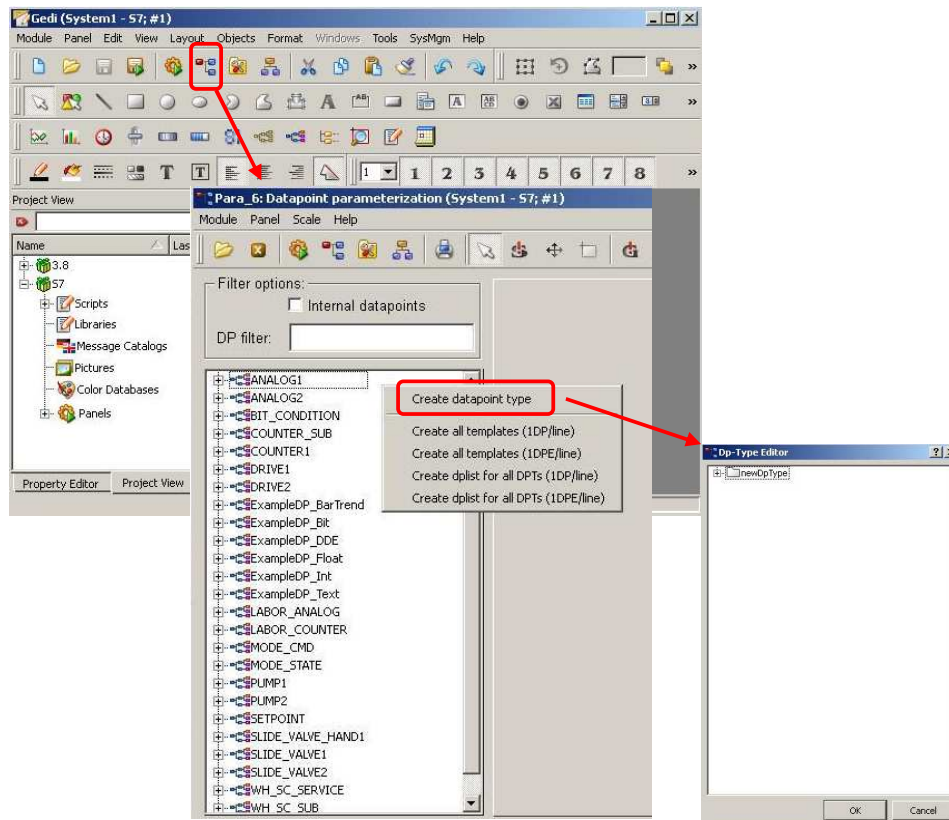 Gedi (System1 - S7; #1)
Module Panel Edit View Layout Objects Format Windows Tools SysMgm Help
1 1 2 3 4 5 6 7 8
Project View
Name Las
3.8
S7
Scripts
Libraries
Message Catalogs
Pictures
Color Databases
Panels
Property Editor Project View
Para_6: Datapoint parameterization (System1 - S7; #1)
Module Panel Scale Help
Filter options:
Internal datapoints
DP filter:
ANALOG1
ANALOG2
BIT_CONDITION
COUNTER_SUB
COUNTER1
DRIVE1
DRIVE2
ExampleDP_BarTrend
ExampleDP_Bit
ExampleDP_DDE
ExampleDP_Float
ExampleDP_Int
ExampleDP_Text
LABOR_ANALOG
LABOR_COUNTER
MODE_CMD
MODE_STATE
PUMP1
PUMP2
SETPOINT
SLIDE_VALVE_HAND1
SLIDE_VALVE1
SLIDE_VALVE2
WH_SC_SERVICE
WH_SC_SUB
Create datapoint type
Create all templates (1DP/line)
Create all templates (1DPE/line)
Create dplist for all DPTs (1DP/line)
Create dplist for all DPTs (1DPE/line)
Dp-Type Editor
newDpType
OK Cancel